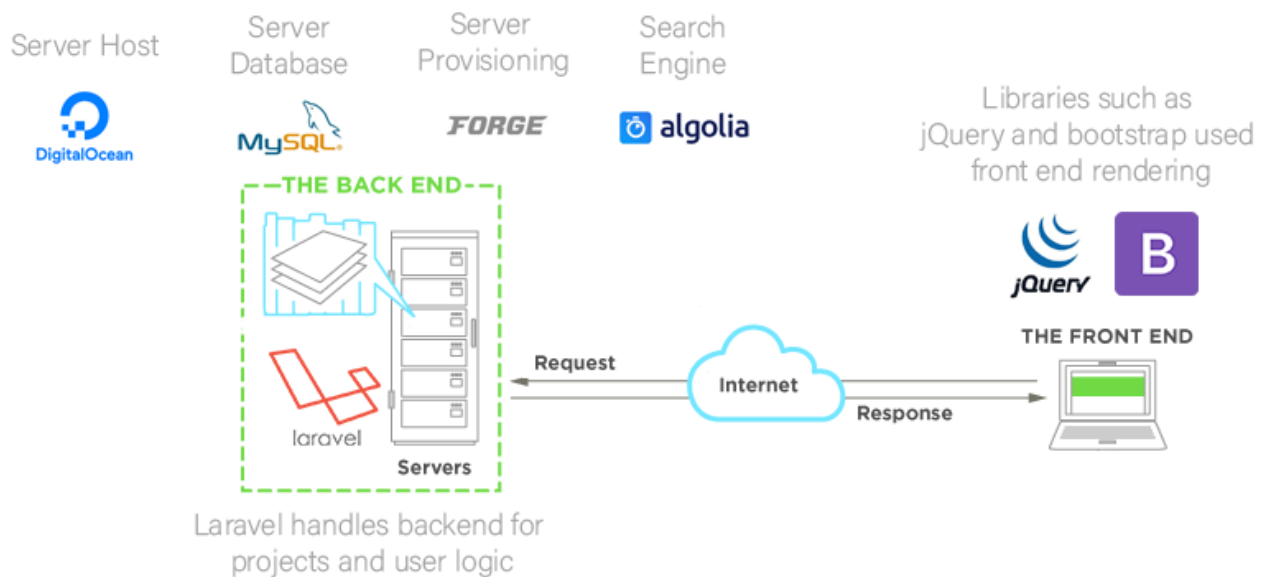 Server Host
Server
Database
Server
Provisioning
Search
Engine
DigitalOcean
MySQL®
FORGE
algolia
Libraries such as
jQuery and bootstrap used
front end rendering
jQuery
B
THE BACK END
laravel
Servers
Request
Internet
Response
THE FRONT END
Laravel handles backend for
projects and user logic